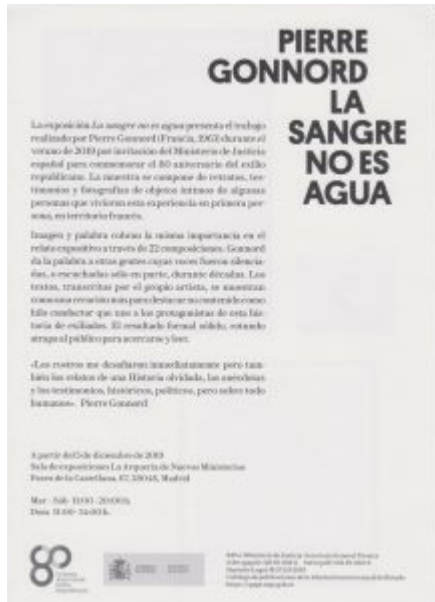 PIERRE
GONNORD
LA
SANGRE
NO ES
AGUA
La exposición La sangre no es agua presenta el trabajo
realizado por Pierre Gonnord (Francia, 1963) durante el
verano de 2019 por invitación del Ministerio de Justicia
español para conmemorar el 80 aniversario del exilio
republicano. La muestra se compone de retratos, tes-
timonios y fotografías de objetos íntimos de algunas
personas que vivieron esta experiencia en primera per-
sona, en territorio francés.
Imagen y palabra cobran la misma importancia en el
relato expositivo a través de 22 composiciones. Gonnord
da la palabra a otras gentes cuyas voces fueron silencia-
das, o escuchadas sólo en parte, durante décadas. Los
textos, transcritos por el propio artista, se muestran
como una creación más para destacar su contenido como
hilo conductor que une a los protagonistas de esta his-
toria de exiliados. El resultado formal sólido, rotundo
atrapa al público para acercarse y leer.
«Los rostros me desafiaron inmediatamente pero tam-
bién los relatos de una Historia olvidada, las anécdotas
y los testimonios, históricos, políticos, pero sobre todo
humanos». Pierre Gonnord
A partir del 5 de diciembre de 2019
Sala de exposiciones La Arquería de Nuevos Ministerios
Paseo de la Castellana, 67, 28046, Madrid
Mar - Sáb 11:00 - 20:00 h.
Dom 11:00 - 14:00 h.
80